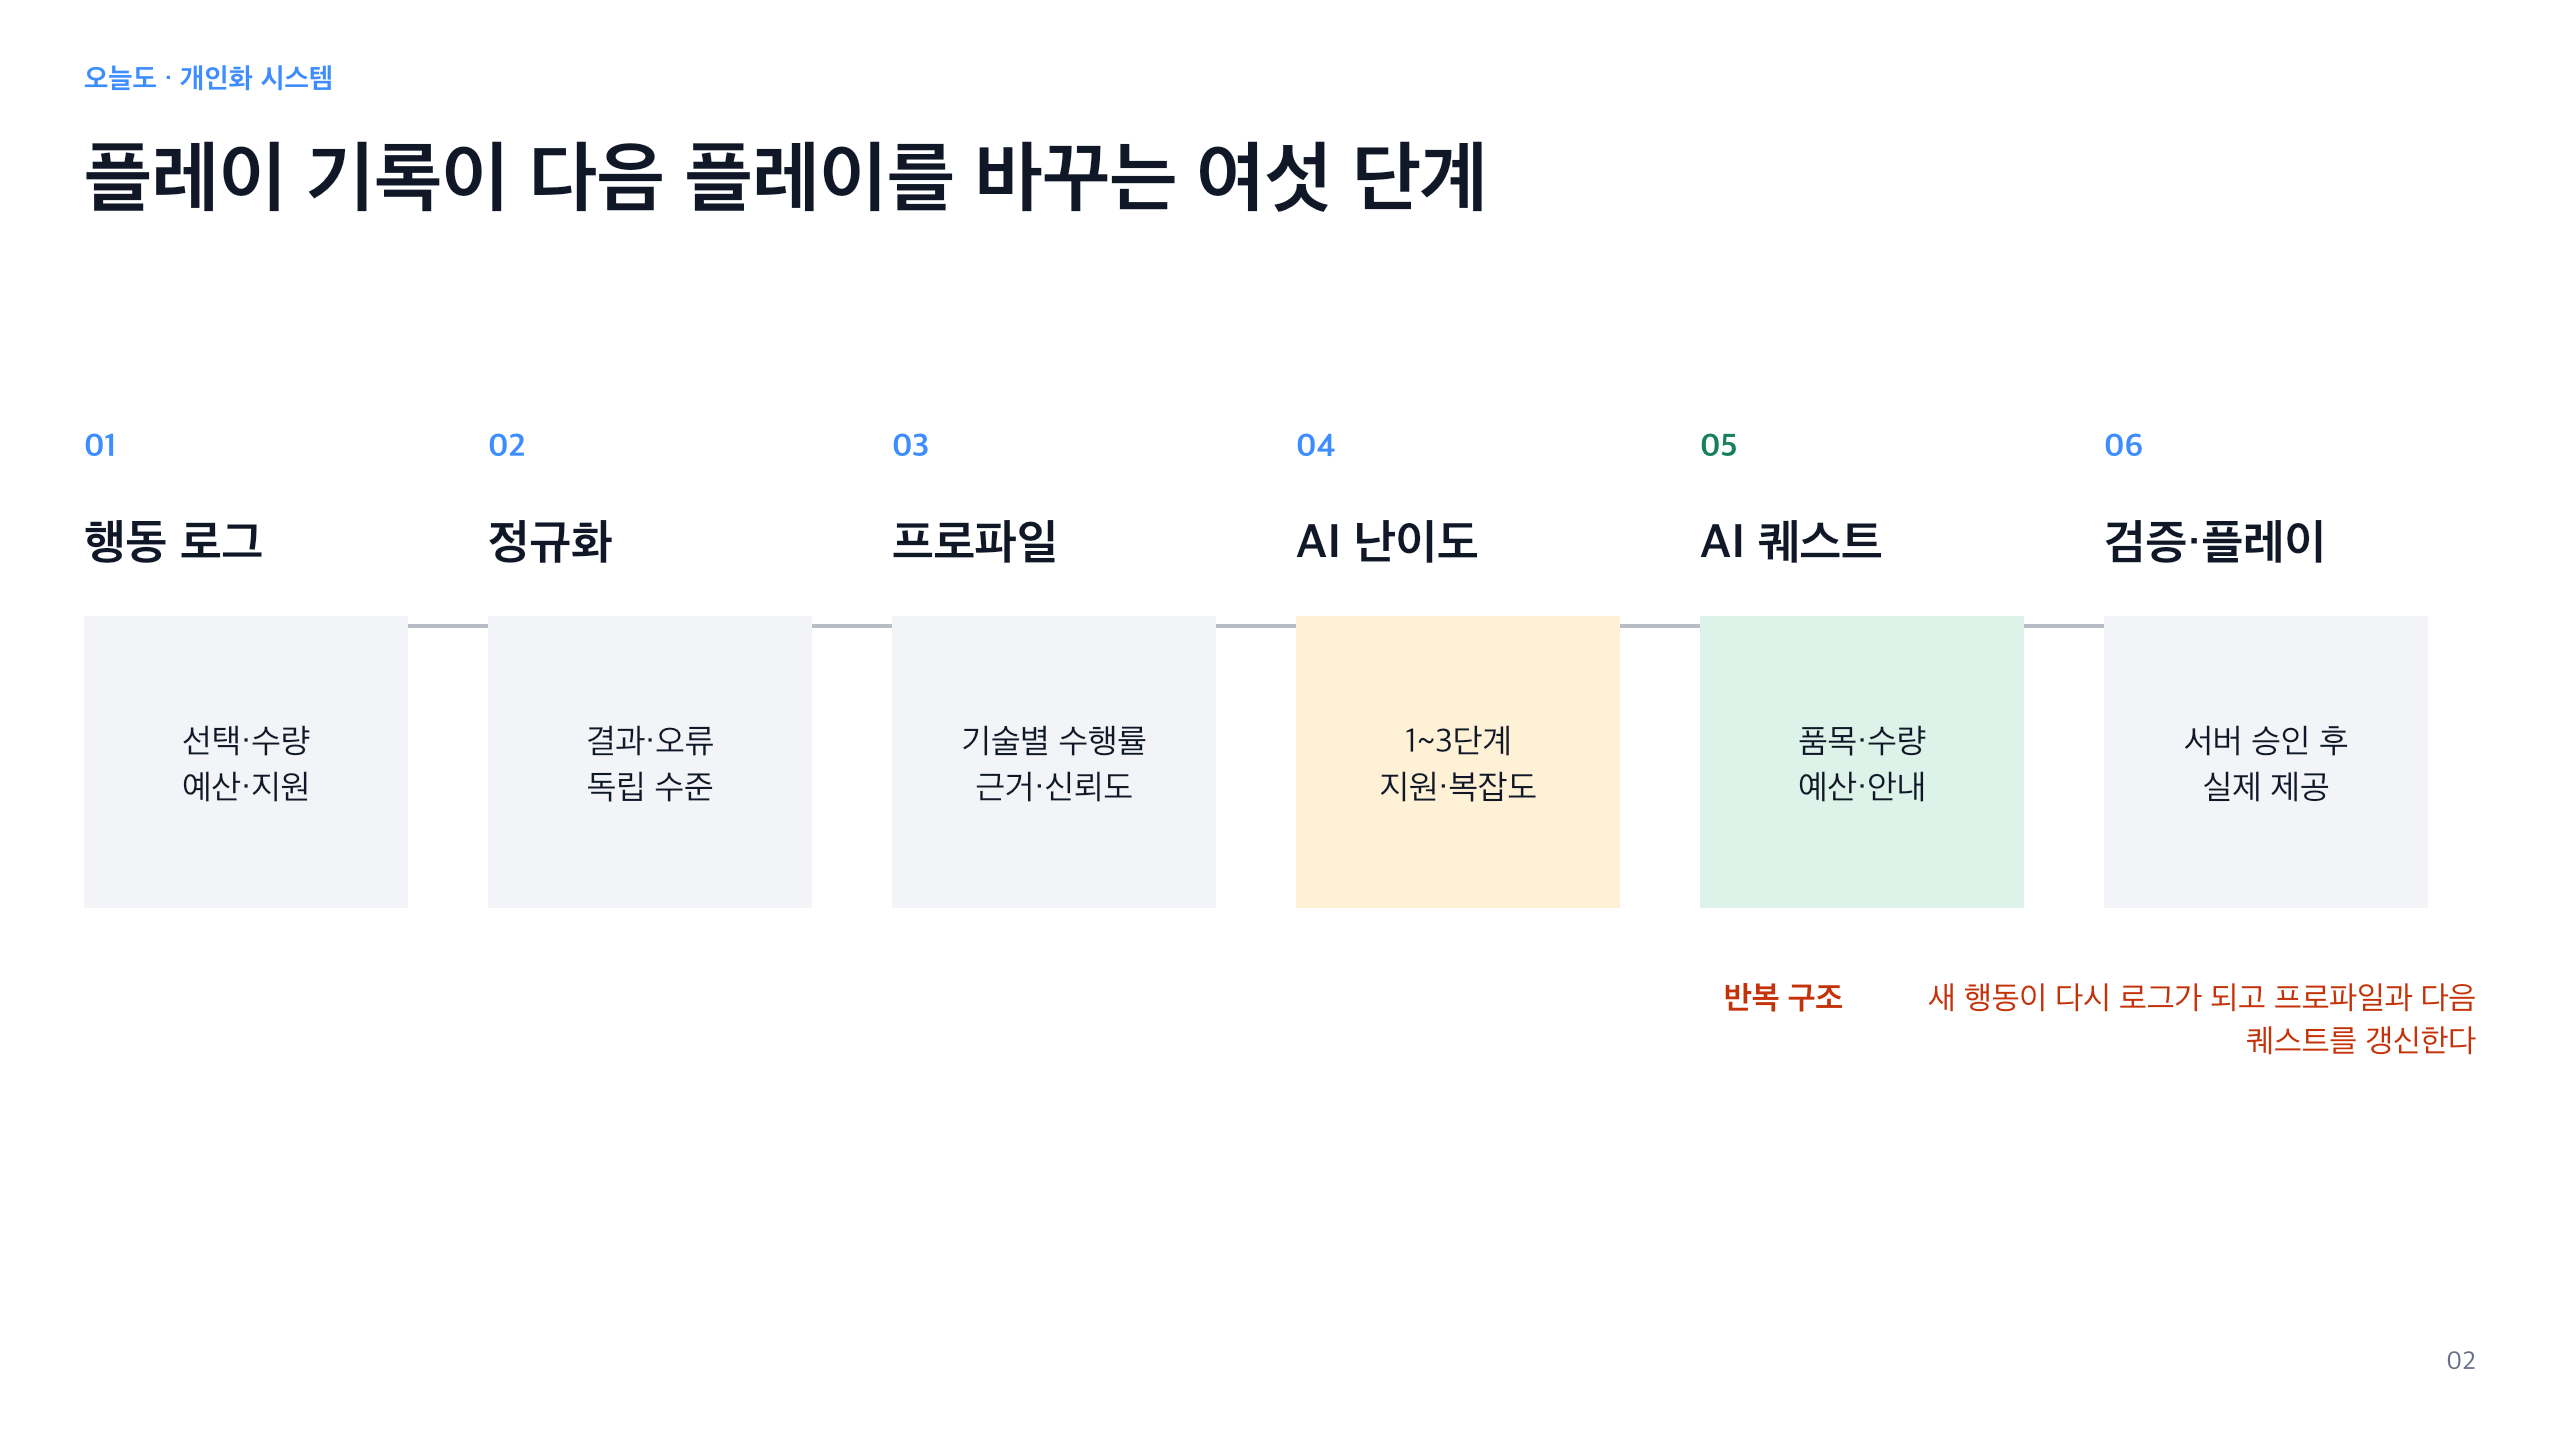 오늘도 · 개인화 시스템
플레이 기록이 다음 플레이를 바꾸는 여섯 단계
01
행동 로그
선택·수량
예산·지원
02
정규화
결과·오류
독립 수준
03
프로파일
기술별 수행률
근거·신뢰도
04
AI 난이도
1~3단계
지원·복잡도
05
AI 퀘스트
품목·수량
예산·안내
06
검증·플레이
서버 승인 후
실제 제공
반복 구조
새 행동이 다시 로그가 되고 프로파일과 다음
퀘스트를 갱신한다
02